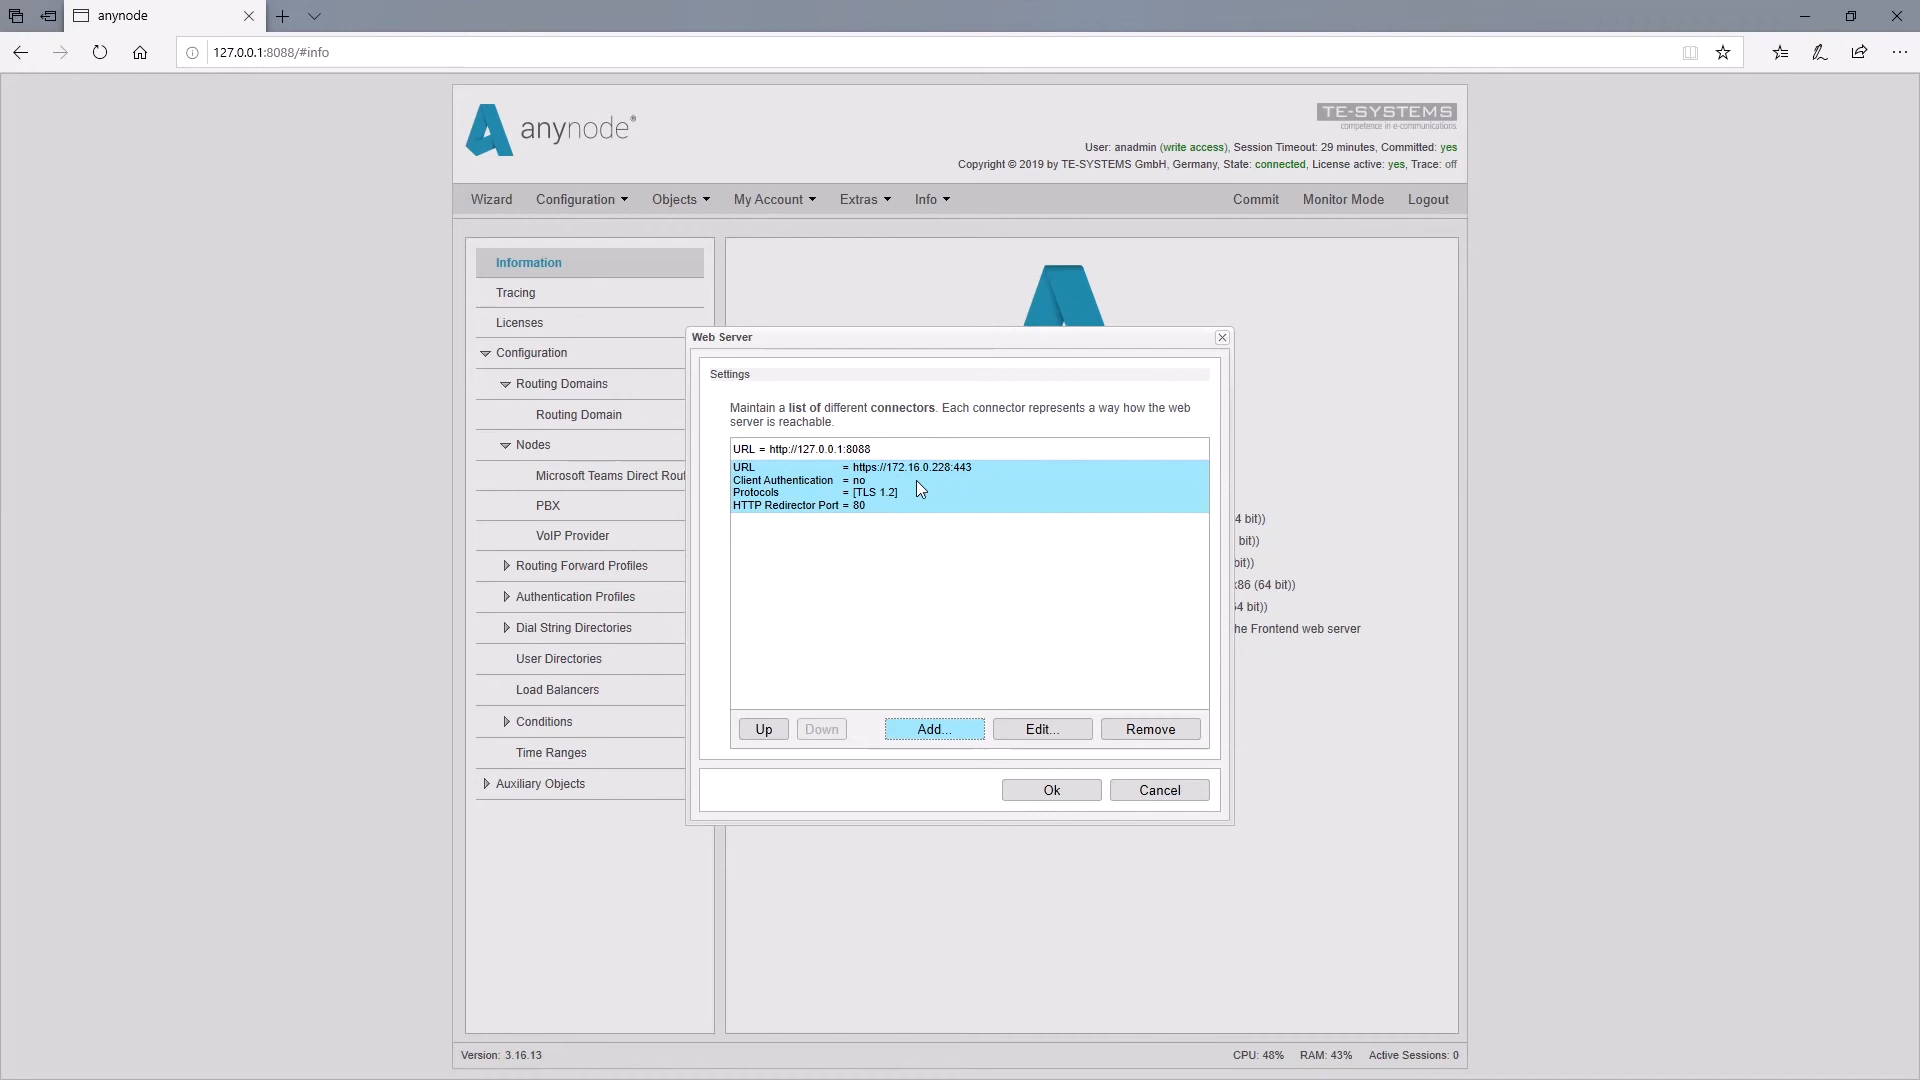 anynode
127.0.0.1:8088/#info
anynode®
TE-SYSTEMS
competence in e-communications
User: anadmin (write access), Session Timeout: 29 minutes, Committed: yes
Copyright © 2019 by TE-SYSTEMS GmbH, Germany, State: connected, License active: yes, Trace: off
Wizard Configuration Objects My Account Extras Info Commit Monitor Mode Logout
Information
Tracing
Licenses
Configuration
Routing Domains
Routing Domain
Nodes
Microsoft Teams Direct Rout
PBX
VoIP Provider
Routing Forward Profiles
Authentication Profiles
Dial String Directories
User Directories
Load Balancers
Conditions
Time Ranges
Auxiliary Objects
Web Server
Settings
Maintain a list of different connectors. Each connector represents a way how the web
server is reachable.
URL = http://127.0.0.1:8088
URL = https://172.16.0.228:443
Client Authentication = no
Protocols = [TLS 1.2]
HTTP Redirector Port = 80
Up Down Add... Edit... Remove
Ok Cancel
4 bit))
bit))
bit))
x86 (64 bit))
64 bit))
he Frontend web server
Version: 3.16.13
CPU: 48% RAM: 43% Active Sessions: 0